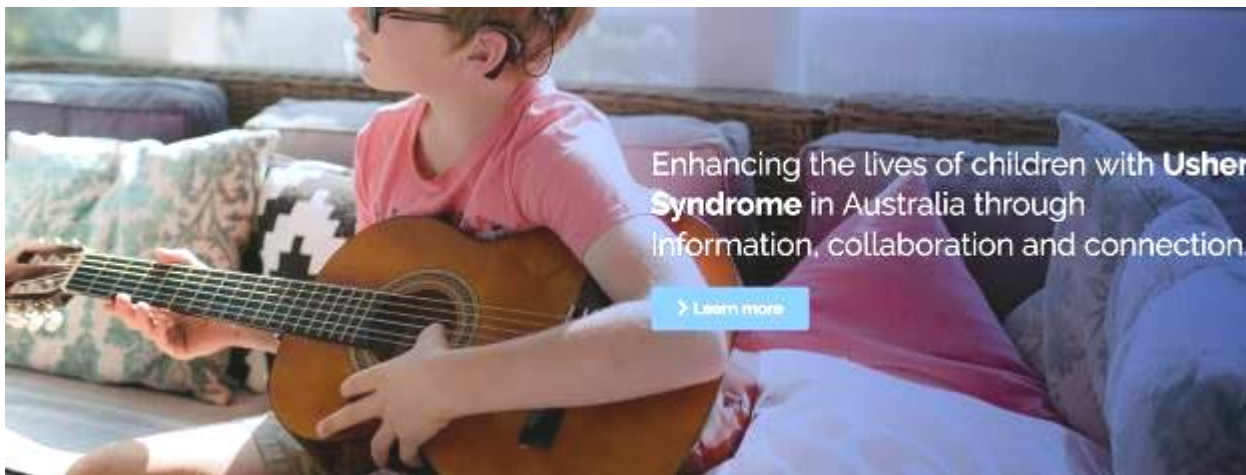 Enhancing the lives of children with Usher
Syndrome in Australia through
Information, collaboration and connection.
> Learn more